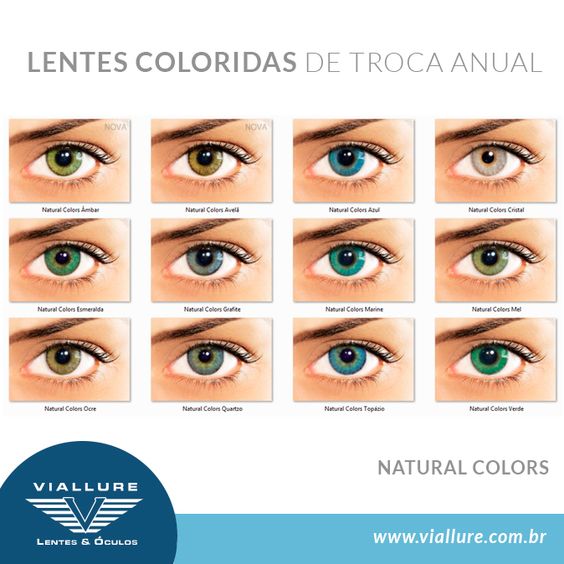 LENTES COLORIDAS DE TROCA ANUAL
NOVA
NOVA
Natural Colors Âmbar
Natural Colors Avelã
Natural Colors Azul
Natural Colors Cristal
Natural Colors Esmeralda
Natural Colors Grafite
Natural Colors Marine
Natural Colors Mel
Natural Colors Ocre
Natural Colors Quartzo
Natural Colors Topázio
Natural Colors Verde
NATURAL COLORS
VIALLURE
LENTES & ÓCULOS
www.viallure.com.br